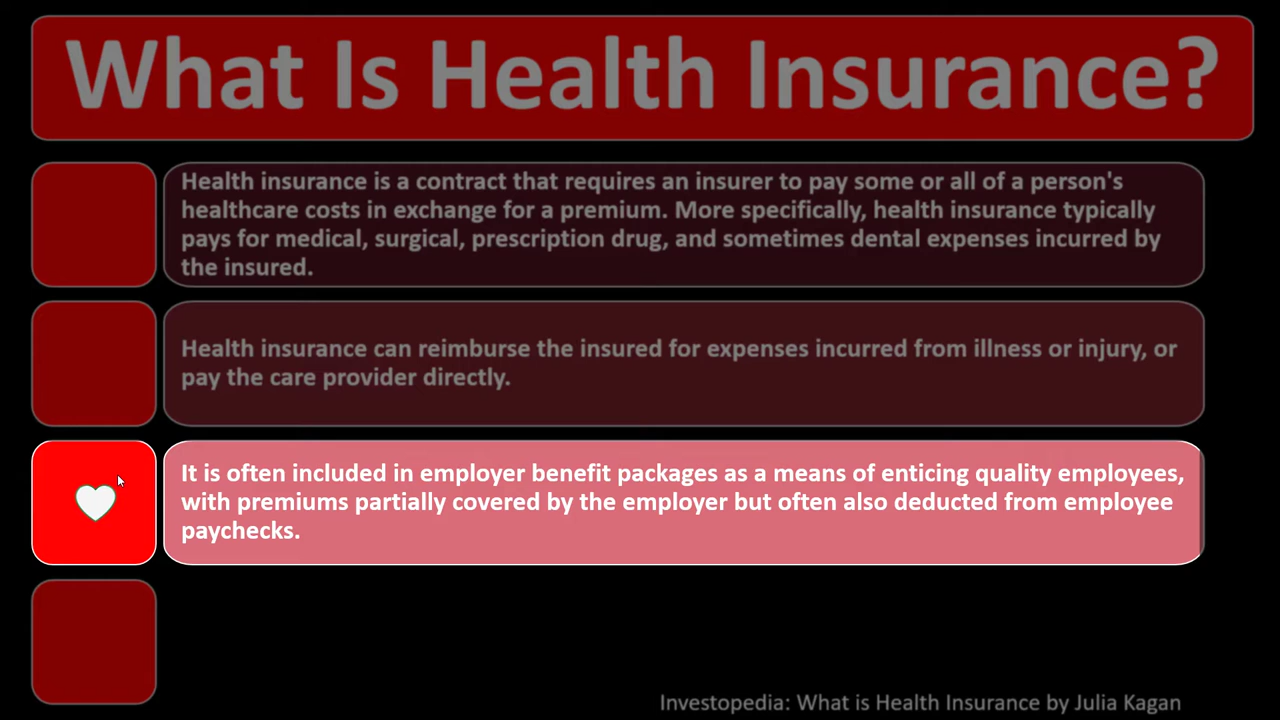 What Is Health Insurance?
Health insurance is a contract that requires an insurer to pay some or all of a person's
healthcare costs in exchange for a premium. More specifically, health insurance typically
pays for medical, surgical, prescription drug, and sometimes dental expenses incurred by
the insured.
Health insurance can reimburse the insured for expenses incurred from illness or injury, or
pay the care provider directly.
It is often included in employer benefit packages as a means of enticing quality employees,
with premiums partially covered by the employer but often also deducted from employee
paychecks.
Investopedia: What is Health Insurance by Julia Kagan